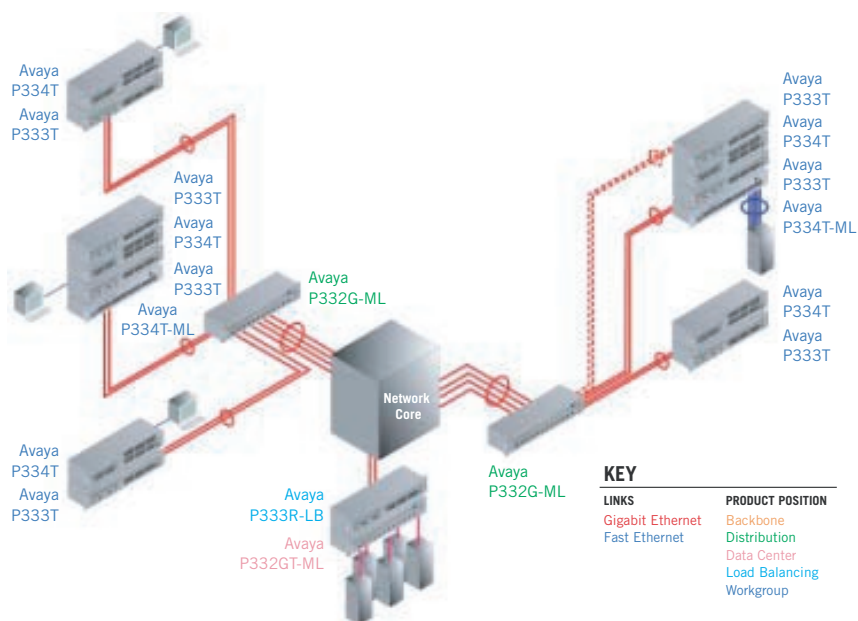 Avaya
P334T
Avaya
P333T
Avaya
P333T
Avaya
P334T
Avaya
P333T
Avaya
P334T-ML
Avaya
P332G-ML
Avaya
P334T
Avaya
P333T
Network
Core
Avaya
P333R-LB
Avaya
P332GT-ML
Avaya
P332G-ML
Avaya
P333T
Avaya
P334T
Avaya
P333T
Avaya
P334T-ML
Avaya
P334T
Avaya
P333T
KEY
LINKS
Gigabit Ethernet
Fast Ethernet
PRODUCT POSITION
Backbone
Distribution
Data Center
Load Balancing
Workgroup